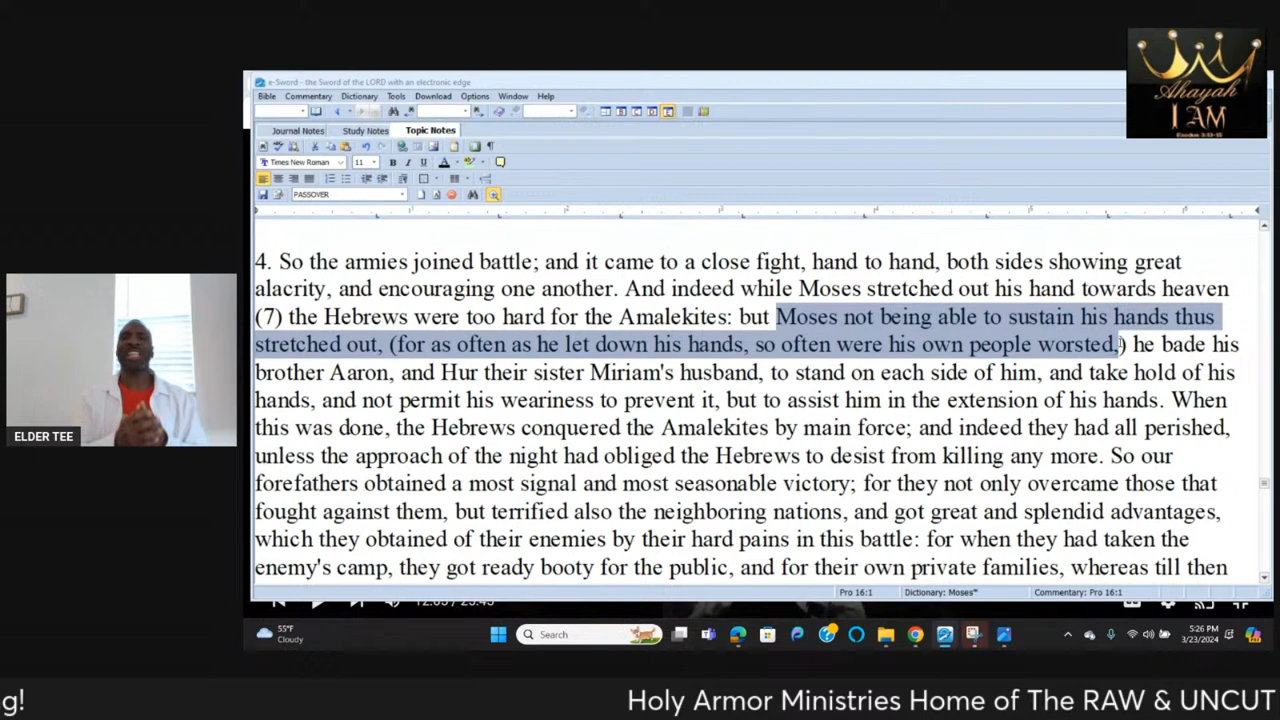 Ahayah
I AM
Exodus 3:13-15
e-Sword - the Sword of the LORD with an electronic edge
Bible Commentary Dictionary Tools Download Options Window Help
Journal Notes Study Notes Topic Notes
Times New Roman 11 B I U A
PASSOVER
4. So the armies joined battle; and it came to a close fight, hand to hand, both sides showing great
alacrity, and encouraging one another. And indeed while Moses stretched out his hand towards heaven
(7) the Hebrews were too hard for the Amalekites: but Moses not being able to sustain his hands thus
stretched out, (for as often as he let down his hands, so often were his own people worsted,) he bade his
brother Aaron, and Hur their sister Miriam's husband, to stand on each side of him, and take hold of his
hands, and not permit his weariness to prevent it, but to assist him in the extension of his hands. When
this was done, the Hebrews conquered the Amalekites by main force; and indeed they had all perished,
unless the approach of the night had obliged the Hebrews to desist from killing any more. So our
forefathers obtained a most signal and most seasonable victory; for they not only overcame those that
fought against them, but terrified also the neighboring nations, and got great and splendid advantages,
which they obtained of their enemies by their hard pains in this battle: for when they had taken the
enemy's camp, they got ready booty for the public, and for their own private families, whereas till then
ELDER TEE
Pro 16:1 Dictionary: Moses* Commentary: Pro 16:1
55°F
Cloudy
Search
5:26 PM
3/23/2024
g! Holy Armor Ministries Home of The RAW & UNCUT